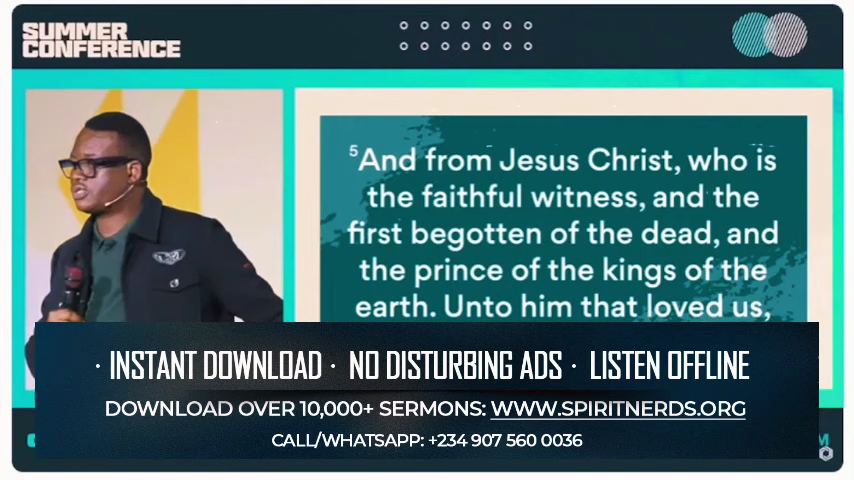 SUMMER
CONFERENCE
5And from Jesus Christ, who is
the faithful witness, and the
first begotten of the dead, and
the prince of the kings of the
earth. Unto him that loved us,
· INSTANT DOWNLOAD · NO DISTURBING ADS · LISTEN OFFLINE
DOWNLOAD OVER 10,000+ SERMONS: WWW.SPIRITNERDS.ORG
CALL/WHATSAPP: +234 907 560 0036